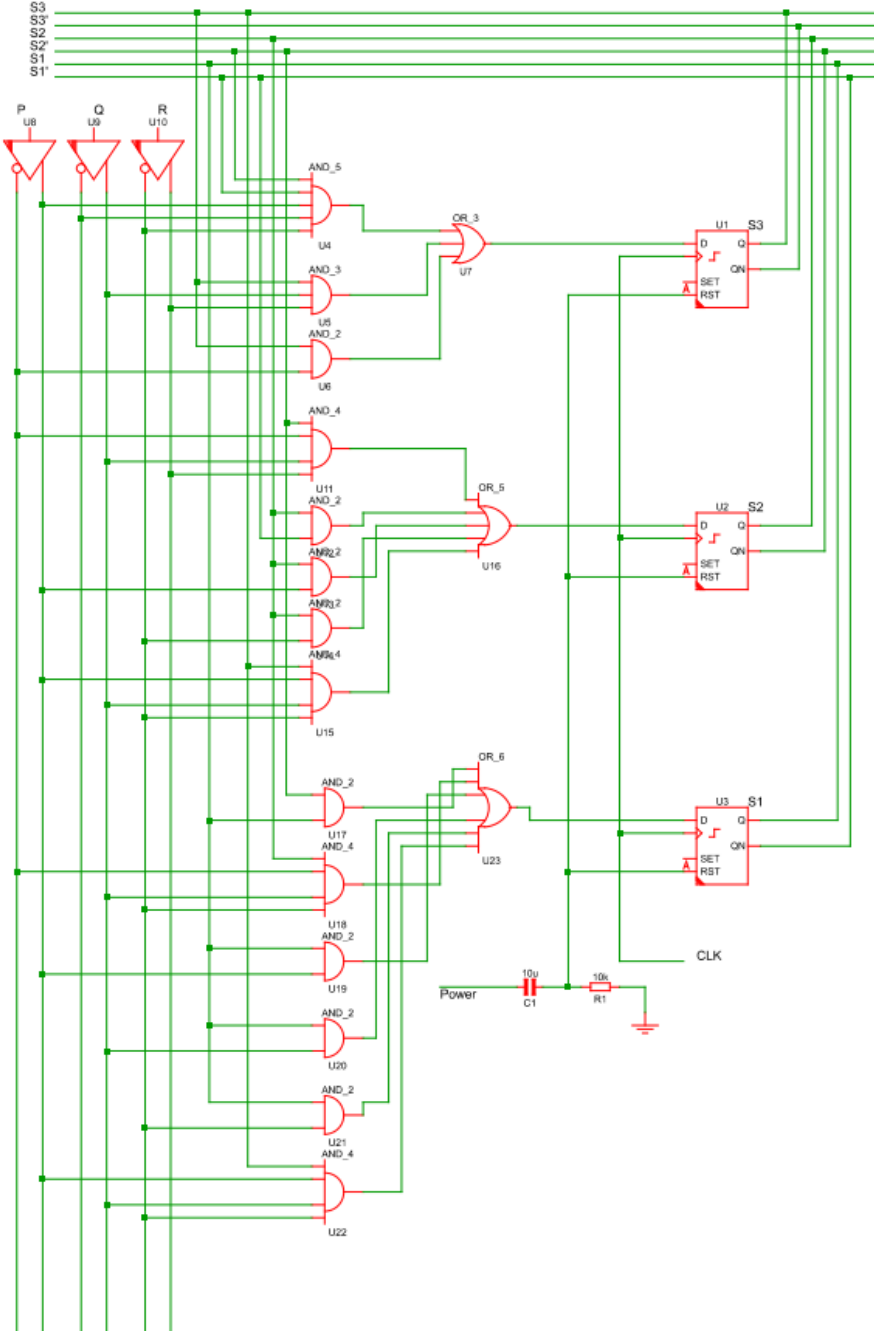 S3
S3'
S2
S2'
S1
S1'
P Q R
U8 U9 U10
AND_5
U4
OR_3
U7
U1 S3
D Q
QN
SET
A
RST
AND_3
U5
AND_2
U6
AND_4
U11
OR_5
U16
U2 S2
D Q
QN
SET
A
RST
AND_2
AND_2
AND_2
AND_4
U15
OR_6
U23
U3 S1
D Q
QN
SET
A
RST
AND_2
U17
AND_4
U18
AND_2
U19
CLK
Power
10u
C1
10k
R1
AND_2
U20
AND_2
U21
AND_4
U22